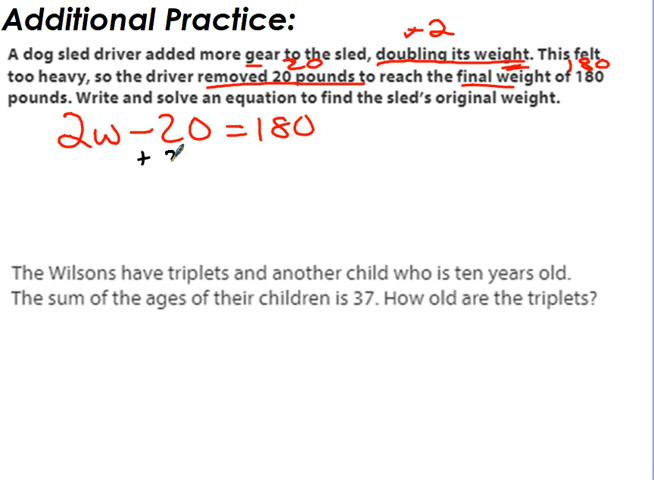 Additional Practice:
×2
A dog sled driver added more gear to the sled, doubling its weight. This felt
20 180
too heavy, so the driver removed 20 pounds to reach the final weight of 180
pounds. Write and solve an equation to find the sled's original weight.
2w - 20 = 180
+ 2
The Wilsons have triplets and another child who is ten years old.
The sum of the ages of their children is 37. How old are the triplets?